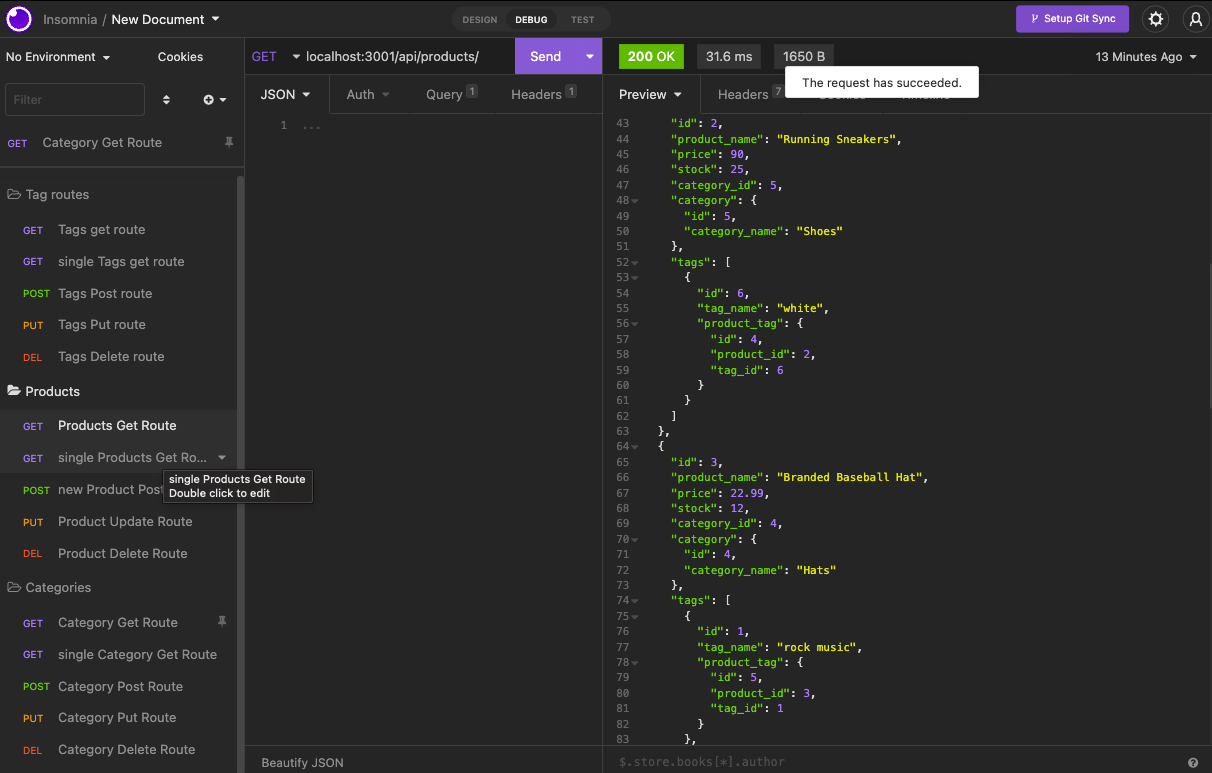 Insomnia / New Document
DESIGN DEBUG TEST
Setup Git Sync
No Environment
Cookies
Filter
GET Category Get Route
Tag routes
GET Tags get route
GET single Tags get route
POST Tags Post route
PUT Tags Put route
DEL Tags Delete route
Products
GET Products Get Route
GET single Products Get Ro...
single Products Get Route
Double click to edit
POST new Product Post
PUT Product Update Route
DEL Product Delete Route
Categories
GET Category Get Route
GET single Category Get Route
POST Category Post Route
PUT Category Put Route
DEL Category Delete Route
GET localhost:3001/api/products/ Send
JSON Auth Query 1 Headers 1
1 ...
Beautify JSON
200 OK 31.6 ms 1650 B 13 Minutes Ago
The request has succeeded.
Preview Headers 7
43 "id": 2,
44 "product_name": "Running Sneakers",
45 "price": 90,
46 "stock": 25,
47 "category_id": 5,
48 "category": {
49 "id": 5,
50 "category_name": "Shoes"
51 },
52 "tags": [
53 {
54 "id": 6,
55 "tag_name": "white",
56 "product_tag": {
57 "id": 4,
58 "product_id": 2,
59 "tag_id": 6
60 }
61 }
62 ]
63 },
64 {
65 "id": 3,
66 "product_name": "Branded Baseball Hat",
67 "price": 22.99,
68 "stock": 12,
69 "category_id": 4,
70 "category": {
71 "id": 4,
72 "category_name": "Hats"
73 },
74 "tags": [
75 {
76 "id": 1,
77 "tag_name": "rock music",
78 "product_tag": {
79 "id": 5,
80 "product_id": 3,
81 "tag_id": 1
82 }
83 },
$.store.books[*].author